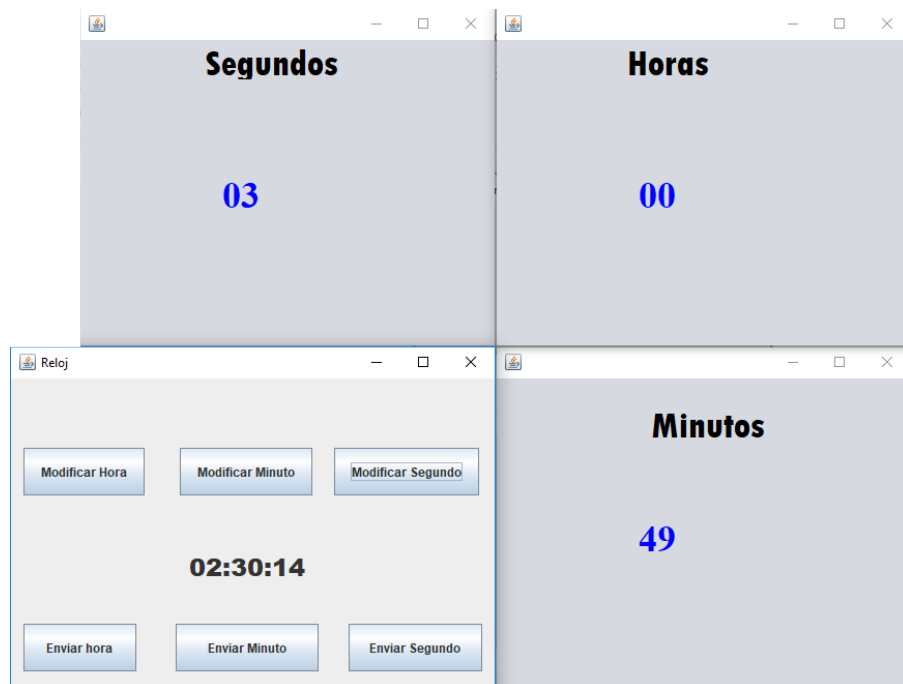 Segundos
03
Horas
00
Reloj
Modificar Hora
Modificar Minuto
Modificar Segundo
02:30:14
Enviar hora
Enviar Minuto
Enviar Segundo
Minutos
49